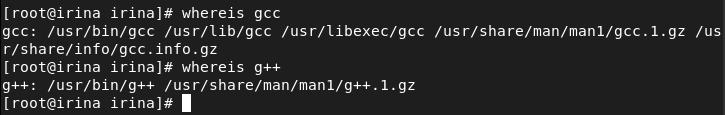 [root@irina irina]# whereis gcc
gcc: /usr/bin/gcc /usr/lib/gcc /usr/libexec/gcc /usr/share/man/man1/gcc.1.gz /us
r/share/info/gcc.info.gz
[root@irina irina]# whereis g++
g++: /usr/bin/g++ /usr/share/man/man1/g++.1.gz
[root@irina irina]#